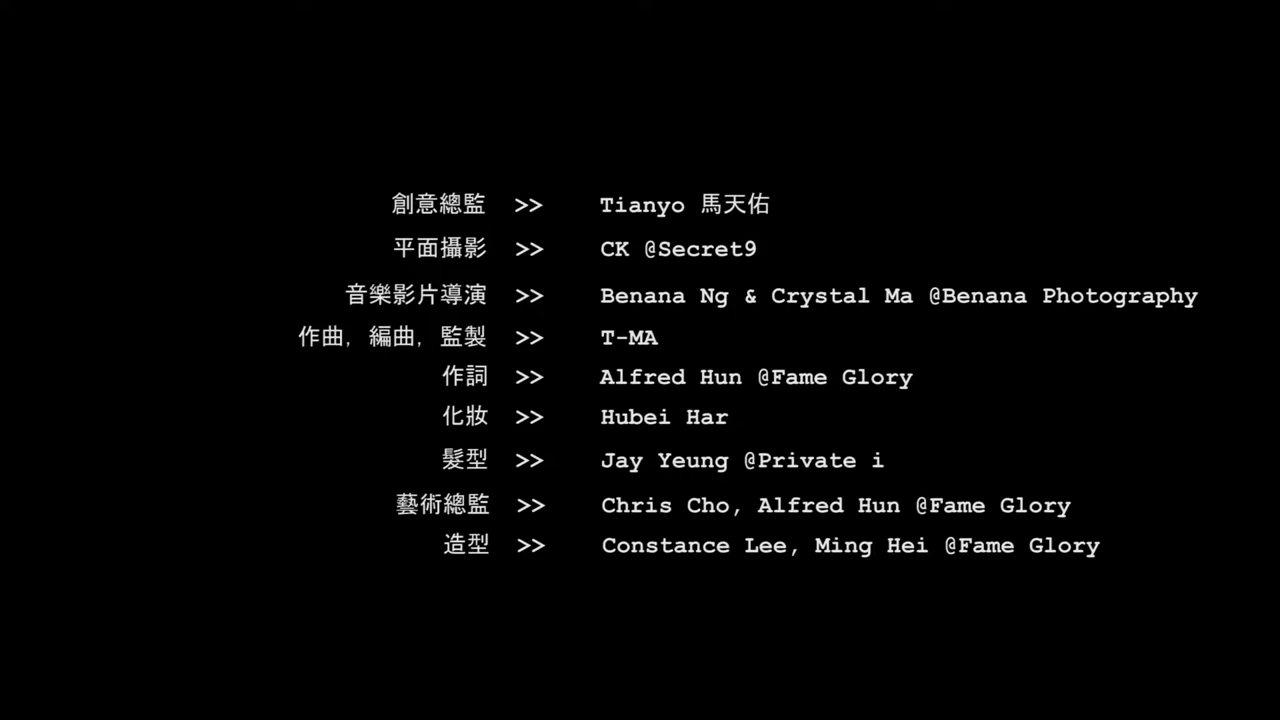 創意總監 >> Tianyo 馬天佑
平面攝影 >> CK @Secret9
音樂影片導演 >> Benana Ng & Crystal Ma @Benana Photography
作曲, 編曲, 監製 >> T-MA
作詞 >> Alfred Hun @Fame Glory
化妝 >> Hubei Har
髮型 >> Jay Yeung @Private i
藝術總監 >> Chris Cho, Alfred Hun @Fame Glory
造型 >> Constance Lee, Ming Hei @Fame Glory